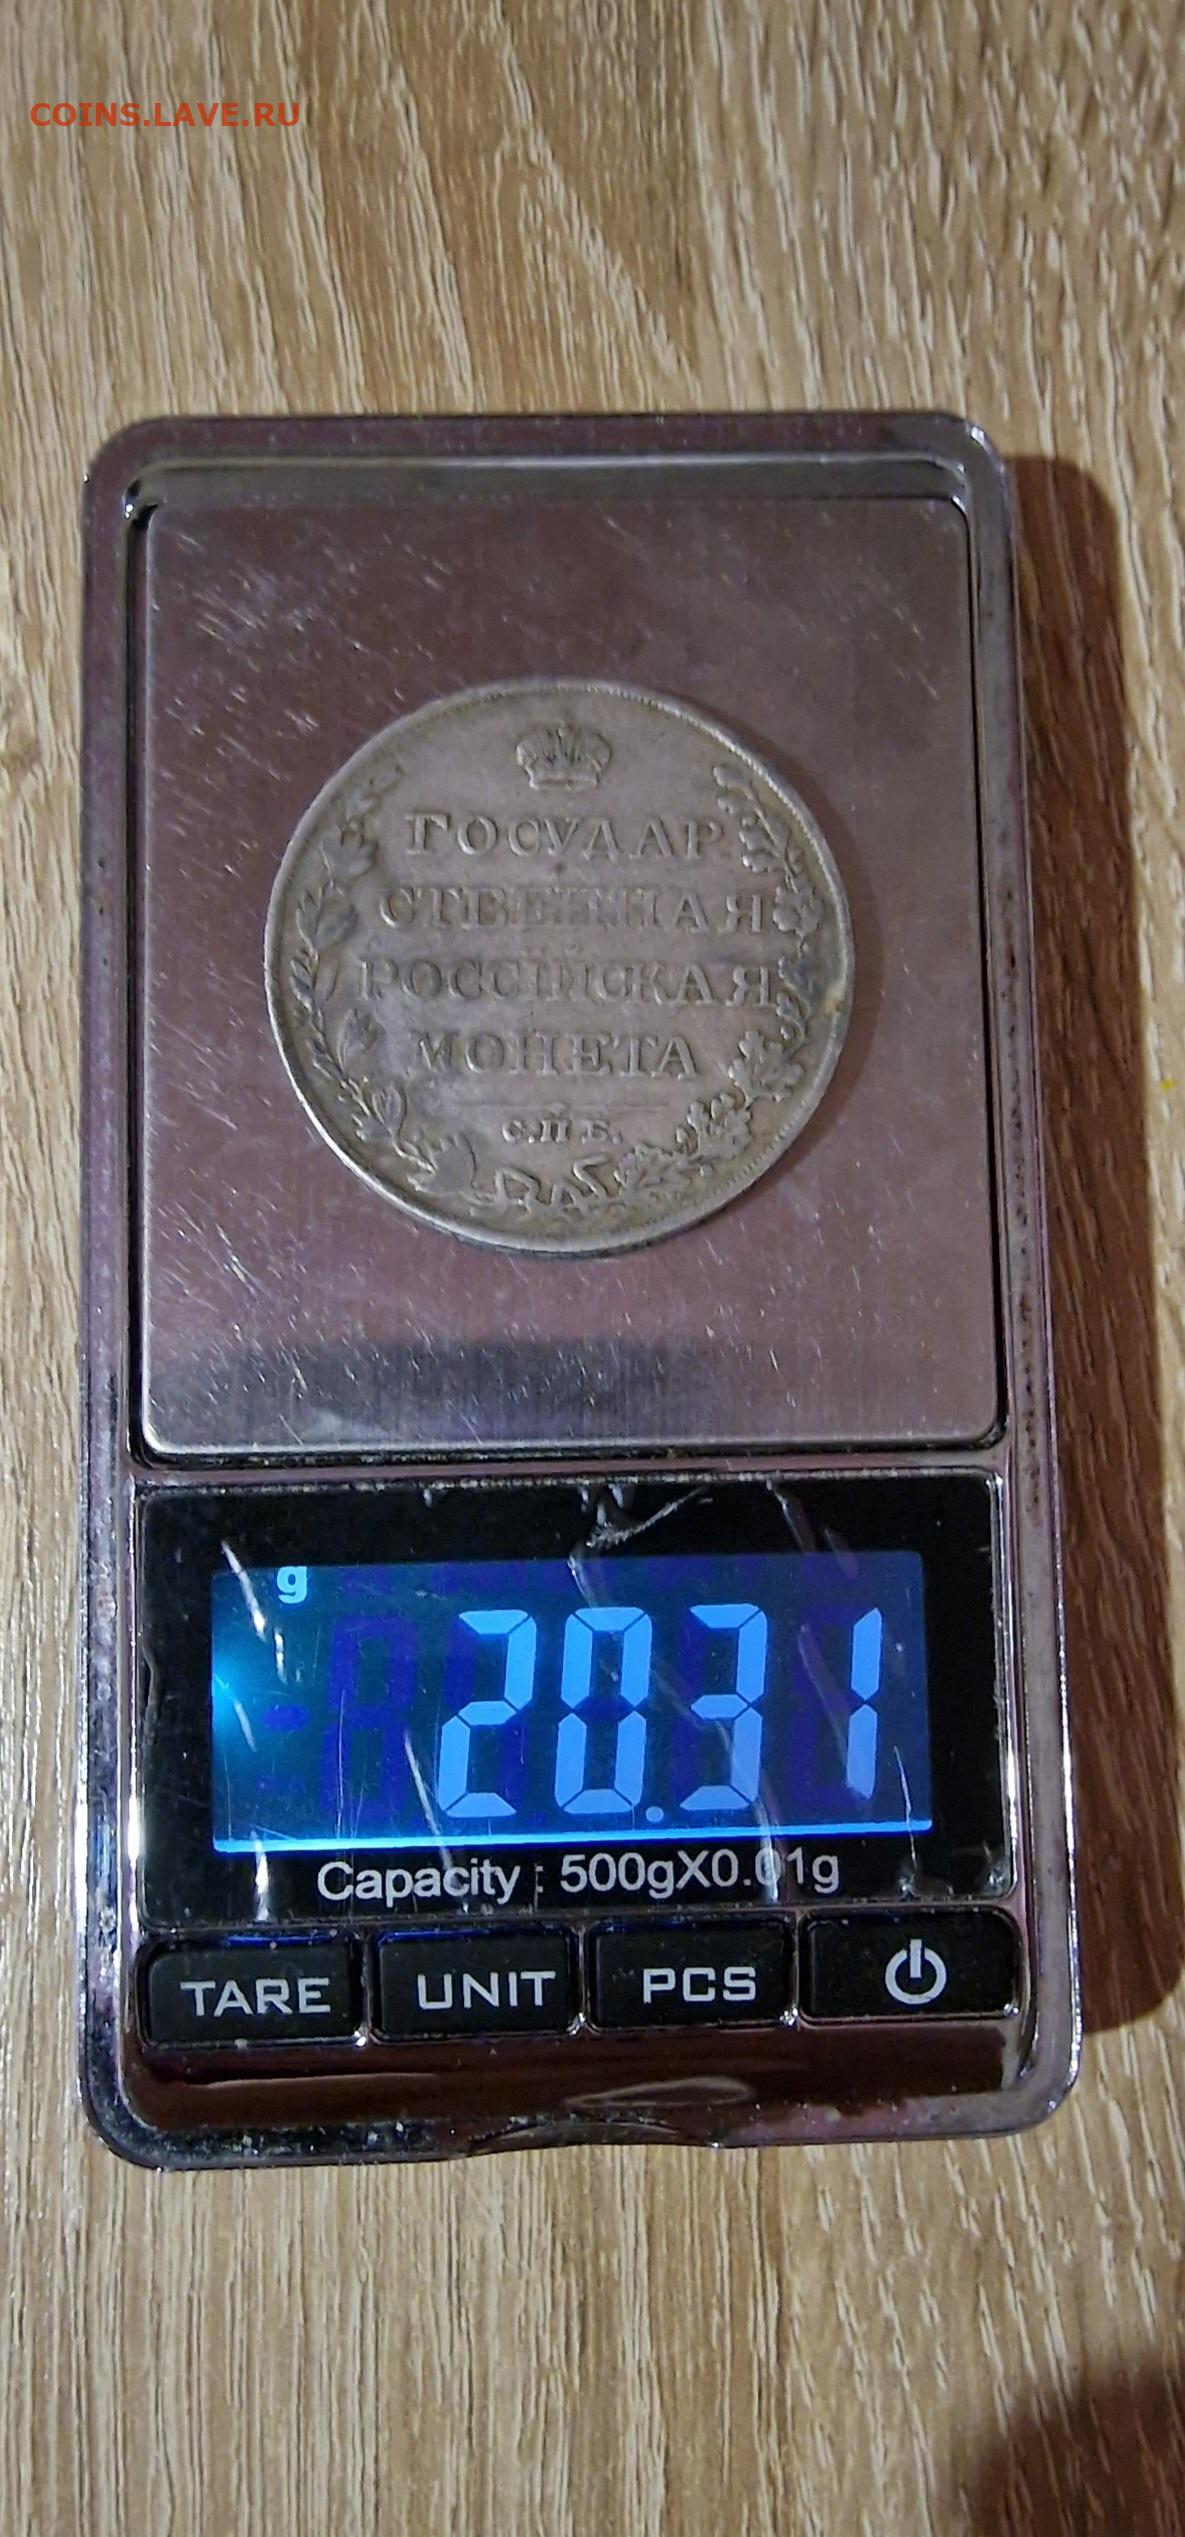 COINS.LAVE.RU
ГОСУДАР
СТВЕННАЯ
РОССІЙСКАЯ
МОНЕТА
С.П.Б.
g
20.31
Capacity : 500gX0.01g
TARE UNIT PCS